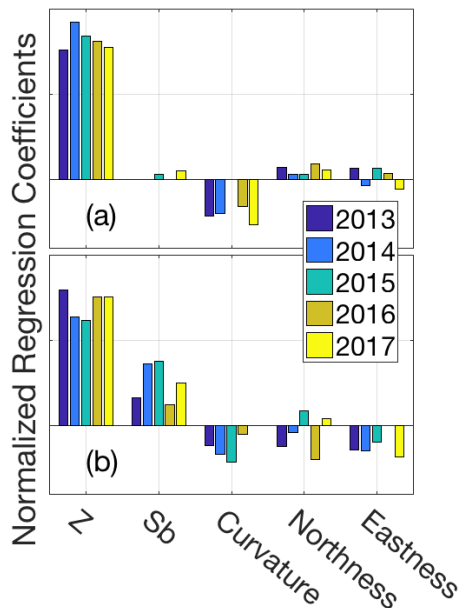 Normalized Regression Coefficients
(a)
2013
2014
2015
2016
2017
(b)
Z
Sb
Curvature
Northness
Eastness